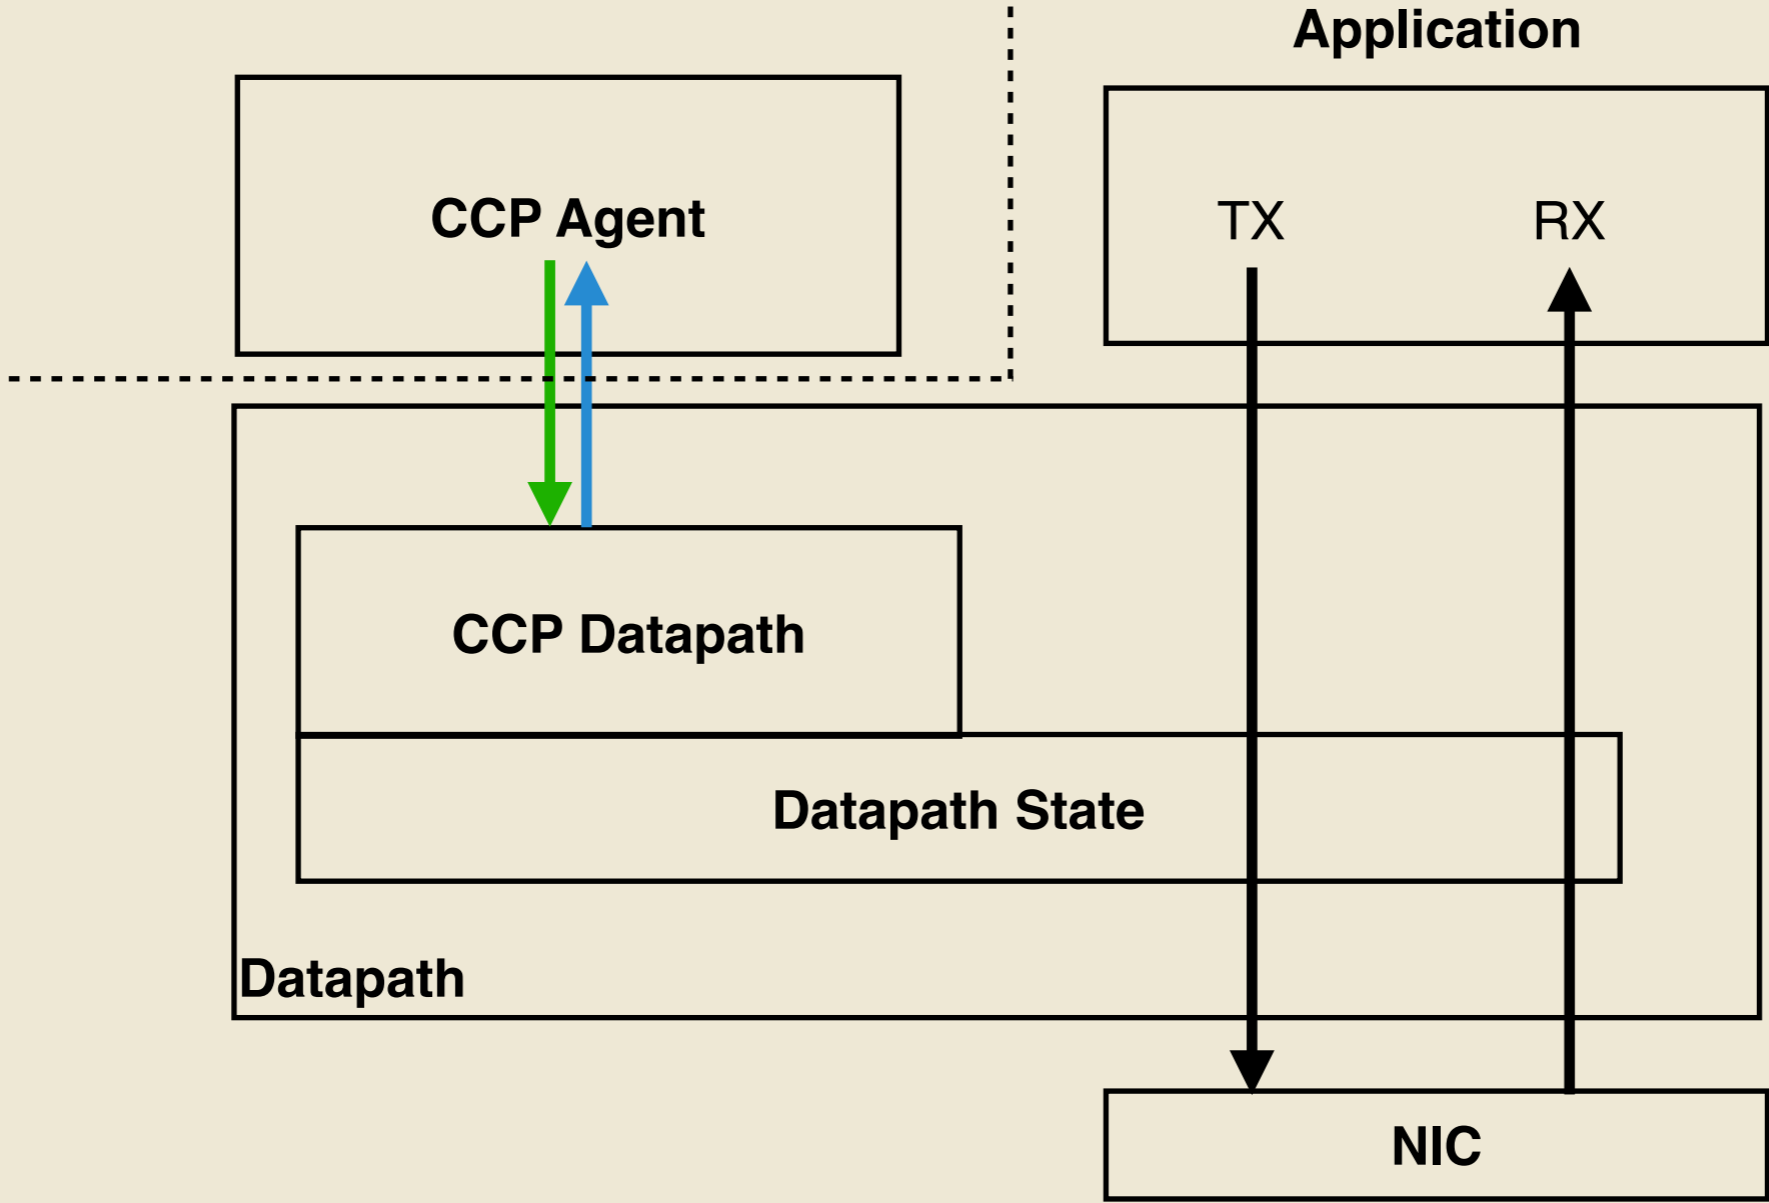 Application
CCP Agent
TX
RX
CCP Datapath
Datapath State
Datapath
NIC